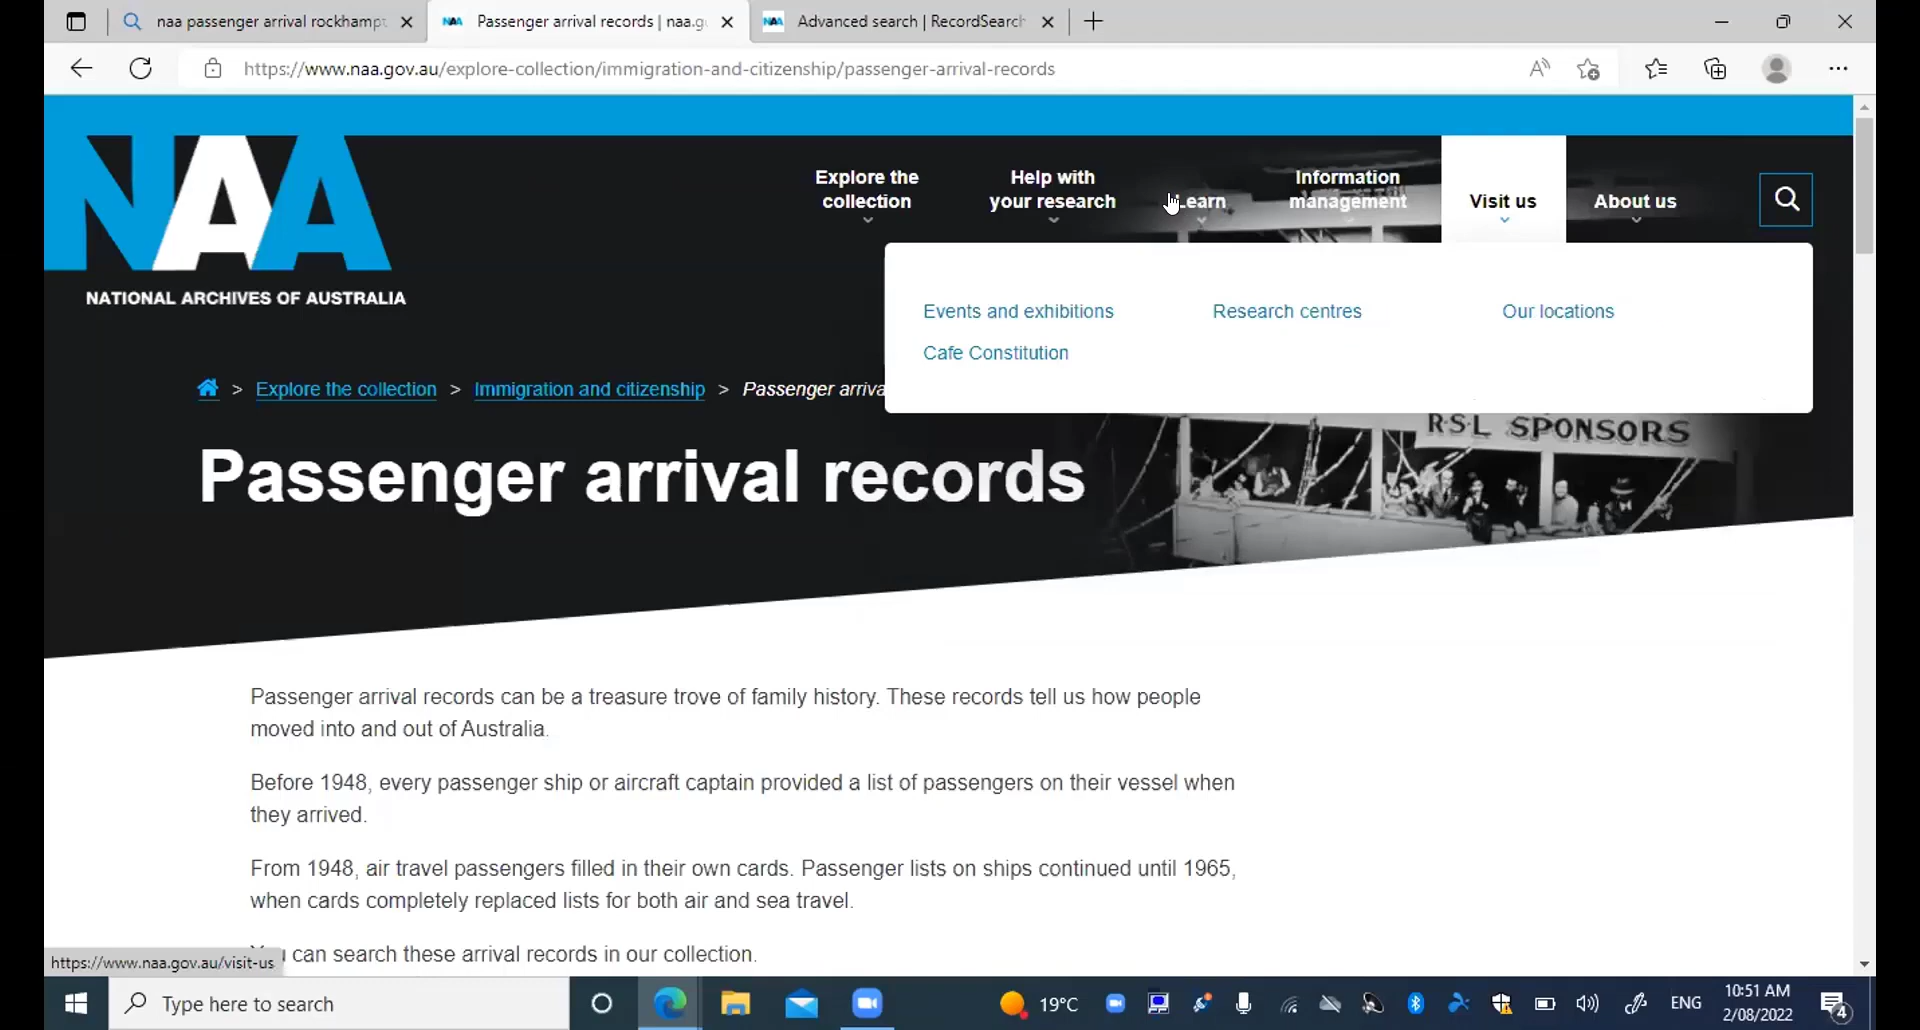 naa passenger arrival rockhampt
Passenger arrival records | naa.g
Advanced search | RecordSearch
https://www.naa.gov.au/explore-collection/immigration-and-citizenship/passenger-arrival-records
NAA
NATIONAL ARCHIVES OF AUSTRALIA
Explore the
collection
Help with
your research
Learn
Information
management
Visit us
About us
Events and exhibitions
Research centres
Our locations
Cafe Constitution
> Explore the collection > Immigration and citizenship > Passenger arriva
R·S·L SPONSORS
Passenger arrival records
Passenger arrival records can be a treasure trove of family history. These records tell us how people
moved into and out of Australia.
Before 1948, every passenger ship or aircraft captain provided a list of passengers on their vessel when
they arrived.
From 1948, air travel passengers filled in their own cards. Passenger lists on ships continued until 1965,
when cards completely replaced lists for both air and sea travel.
can search these arrival records in our collection.
https://www.naa.gov.au/visit-us
Type here to search
19°C
ENG
10:51 AM
2/08/2022
4